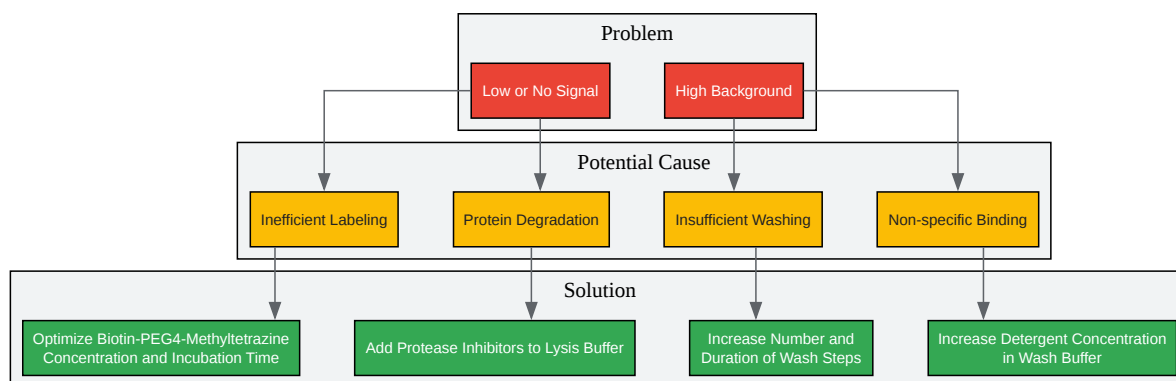 Problem
Low or No Signal
High Background
Potential Cause
Inefficient Labeling
Protein Degradation
Insufficient Washing
Non-specific Binding
Solution
Optimize Biotin-PEG4-Methyltetrazine
Concentration and Incubation Time
Add Protease Inhibitors to Lysis Buffer
Increase Number and
Duration of Wash Steps
Increase Detergent Concentration
in Wash Buffer